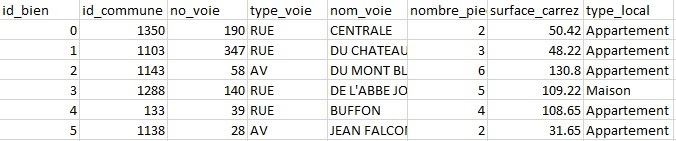 id_bien id_commune no_voie type_voie nom_voie nombre_pie surface_carrez type_local
0 1350 190 RUE CENTRALE 2 50.42 Appartement
1 1103 347 RUE DU CHATEAU 3 48.22 Appartement
2 1143 58 AV DU MONT BL 6 130.8 Appartement
3 1288 140 RUE DE L'ABBE JO 5 109.22 Maison
4 133 39 RUE BUFFON 4 108.65 Appartement
5 1138 28 AV JEAN FALCO 2 31.65 Appartement